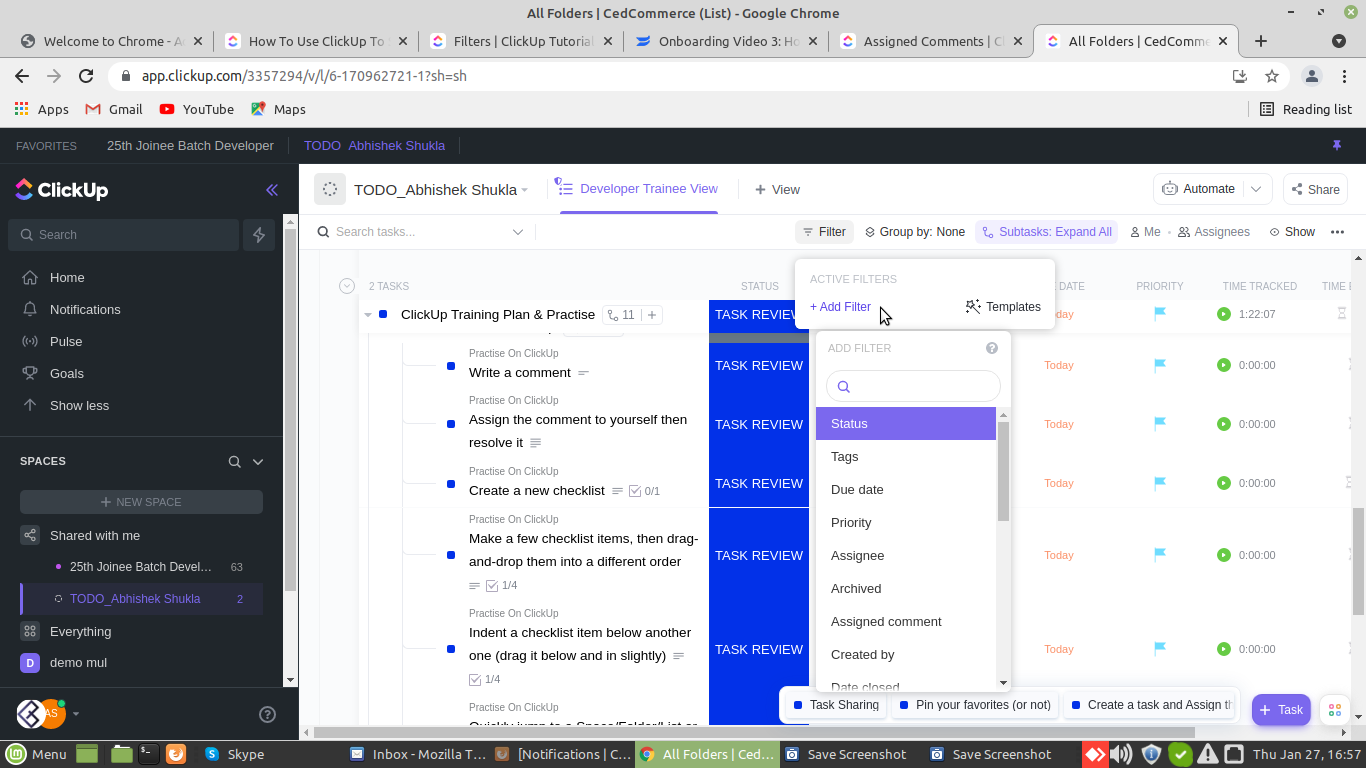 All Folders | CedCommerce (List) - Google Chrome
Welcome to Chrome - A
How To Use ClickUp To
Filters | ClickUp Tutorial
Onboarding Video 3: Ho
Assigned Comments | C
All Folders | CedComme
app.clickup.com/3357294/v/l/6-170962721-1?sh=sh
Apps
Gmail
YouTube
Maps
Reading list
FAVORITES
25th Joinee Batch Developer
TODO_Abhishek Shukla
ClickUp
TODO_Abhishek Shukla
Developer Trainee View
+ View
Automate
Share
Search
Search tasks...
Filter
Group by: None
Subtasks: Expand All
Me
Assignees
Show
Home
Notifications
Pulse
Goals
Show less
SPACES
+ NEW SPACE
Shared with me
25th Joinee Batch Devel... 63
TODO_Abhishek Shukla 2
Everything
D demo mul
AS
2 TASKS
STATUS
DATE
PRIORITY
TIME TRACKED
TIME
ACTIVE FILTERS
+ Add Filter
Templates
ADD FILTER
Status
Tags
Due date
Priority
Assignee
Archived
Assigned comment
Created by
Date closed
ClickUp Training Plan & Practise 11 +
TASK REVIEW
oday
1:22:07
Practise On ClickUp
Write a comment
TASK REVIEW
Today
0:00:00
Practise On ClickUp
Assign the comment to yourself then
resolve it
TASK REVIEW
Today
0:00:00
Practise On ClickUp
Create a new checklist 0/1
TASK REVIEW
Today
0:00:00
Practise On ClickUp
Make a few checklist items, then drag-
and-drop them into a different order
1/4
TASK REVIEW
Today
0:00:00
Practise On ClickUp
Indent a checklist item below another
one (drag it below and in slightly)
1/4
TASK REVIEW
Today
0:00:00
Practise On ClickUp
Quickly jump to a Space/Folder/List or
Task Sharing
Pin your favorites (or not)
Create a task and Assign th
+ Task
Menu
Skype
Inbox - Mozilla T...
[Notifications | C...
All Folders | Ced...
Save Screenshot
Save Screenshot
Thu Jan 27, 16:57